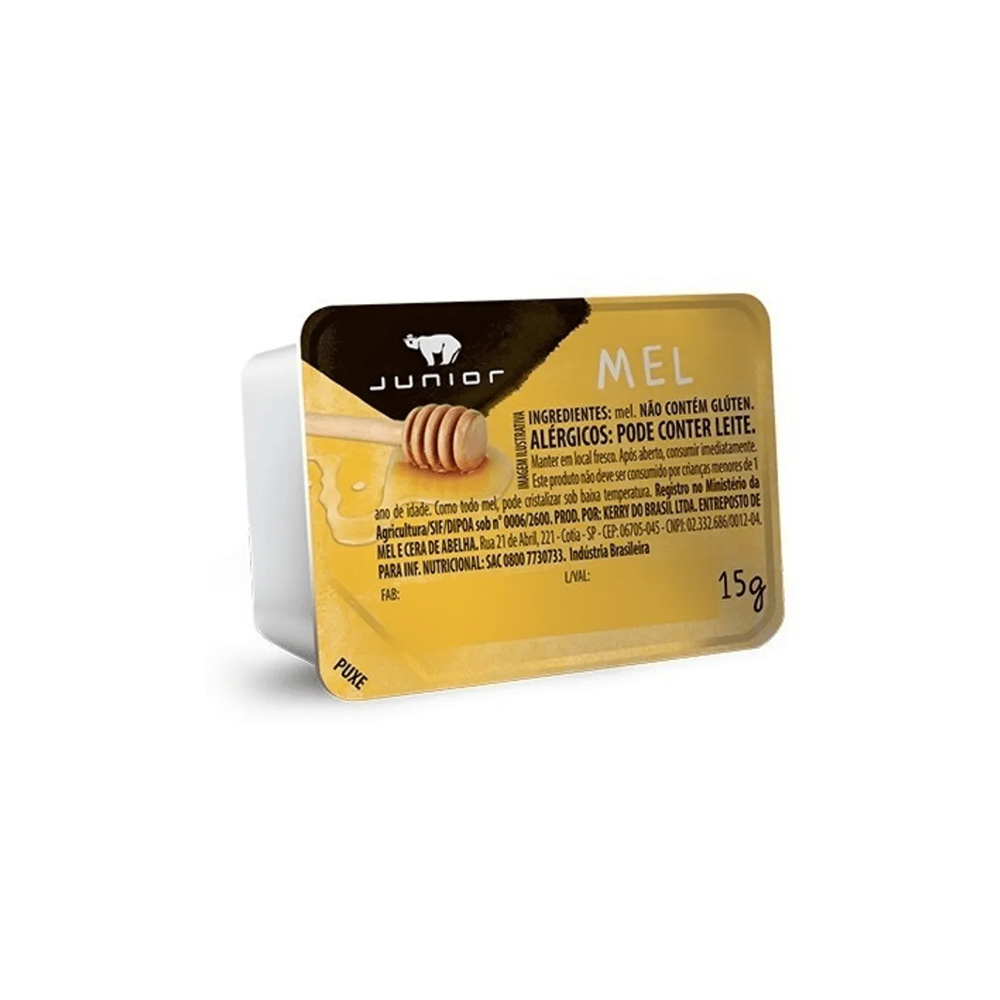 JUNIOR
MEL
IMAGEM ILUSTRATIVA
INGREDIENTES: mel. NÃO CONTÉM GLÚTEN.
ALÉRGICOS: PODE CONTER LEITE.
Manter em local fresco. Após aberto, consumir imediatamente.
Este produto não deve ser consumido por crianças menores de 1
ano de idade. Como todo mel, pode cristalizar sob baixa temperatura. Registro no Ministério da
Agricultura/SIF/DIPOA sob nº 0006/2600. PROD. POR: KERRY DO BRASIL LTDA. ENTREPOSTO DE
MEL E CERA DE ABELHA. Rua 21 de Abril, 221 - Cotia - SP - CEP: 06705-045 - CNPJ: 02.332.686/0012-04.
PARA INF. NUTRICIONAL: SAC 0800 7730733. Indústria Brasileira
FAB: L/VAL:
15g
PUXE